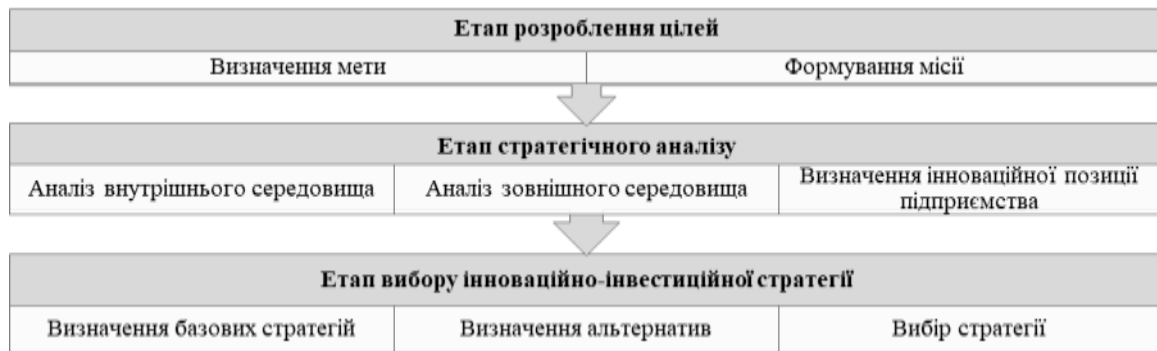 Етап розроблення цілей
Визначення мети
Формування місії
Етап стратегічного аналізу
Аналіз внутрішнього середовища
Аналіз зовнішного середовища
Визначення інноваційної позиції
підприємства
Етап вибору інноваційно-інвестиційної стратегії
Визначення базових стратегій
Визначення альтернатив
Вибір стратегії